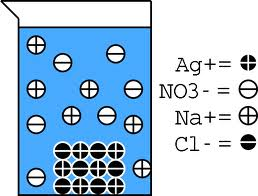 Ag+=
NO3-=
Na+=
Cl-=